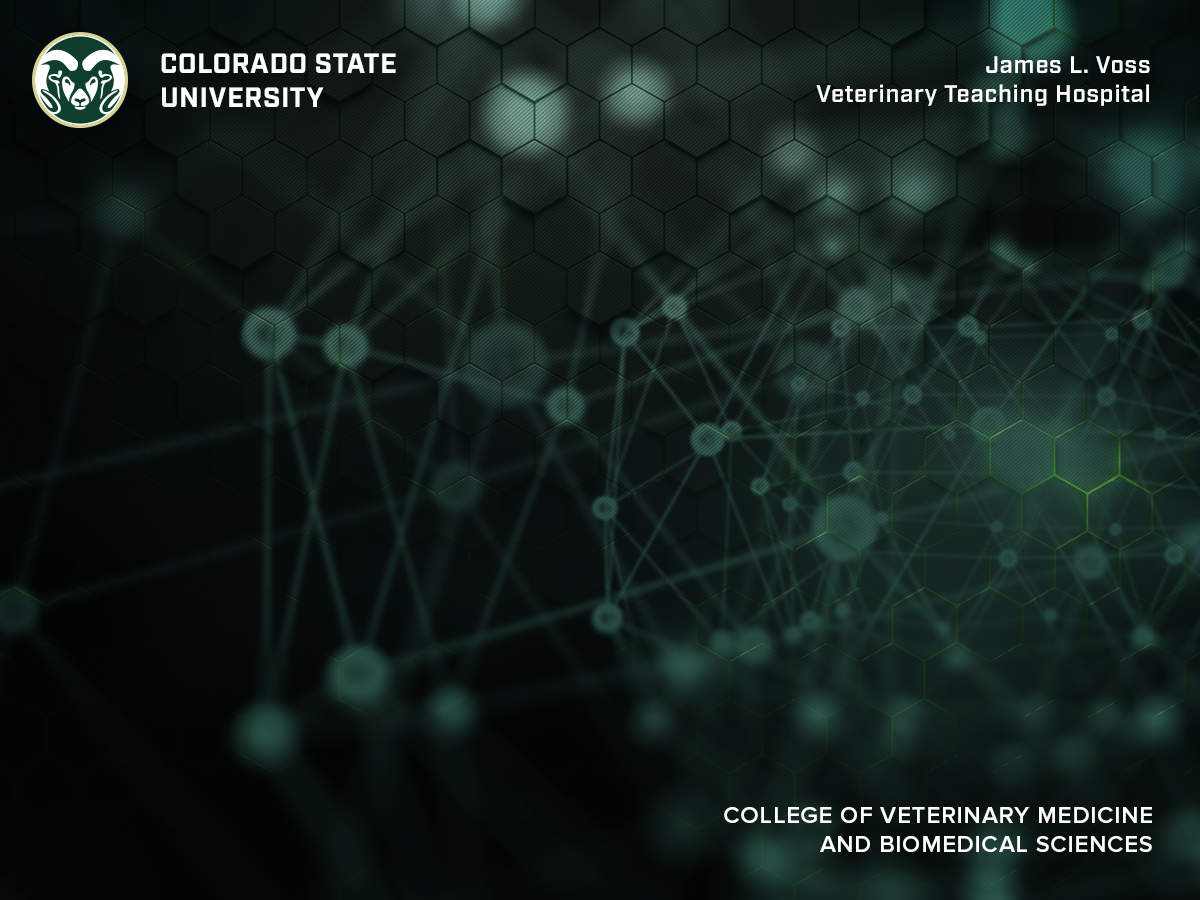 COLORADO STATE
UNIVERSITY
James L. Voss
Veterinary Teaching Hospital
COLLEGE OF VETERINARY MEDICINE
AND BIOMEDICAL SCIENCES